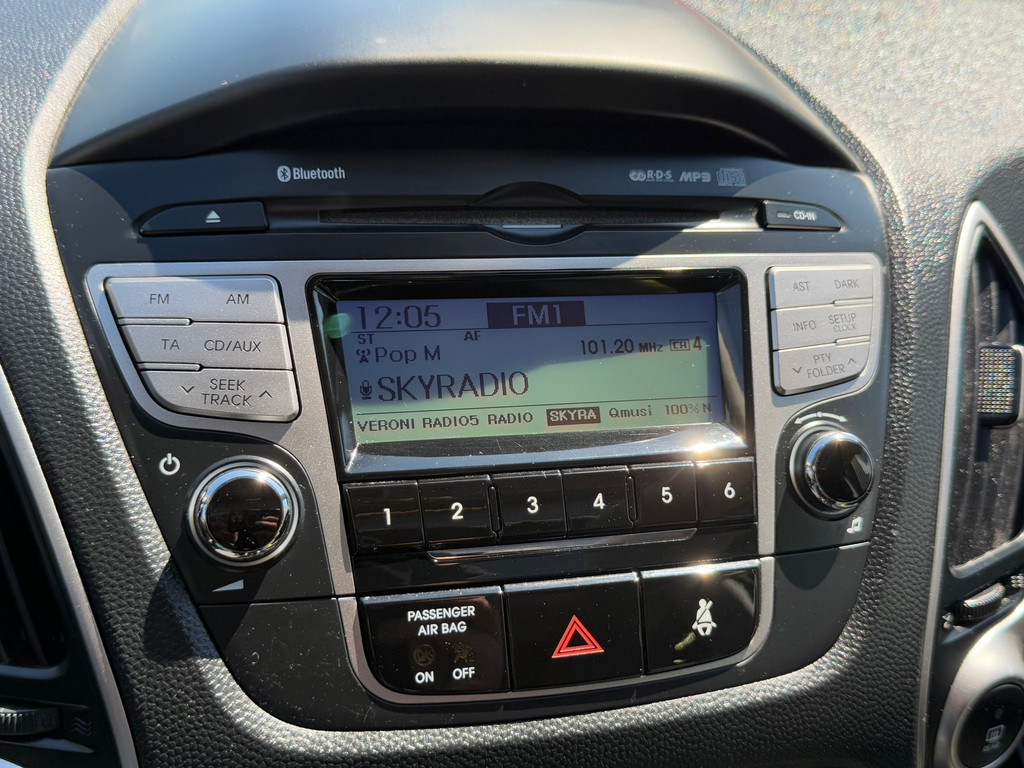 Bluetooth
R·D·S MP3
CD-IN
FM AM
TA CD/AUX
SEEK
TRACK
12:05 FM1
ST AF
Pop M 101.20 MHz CH 4
SKYRADIO
VERONI RADIO5 RADIO SKYRA Qmusi 100%N
AST DARK
INFO SETUP
CLOCK
PTY
FOLDER
1 2 3 4 5 6
PASSENGER
AIR BAG
ON OFF